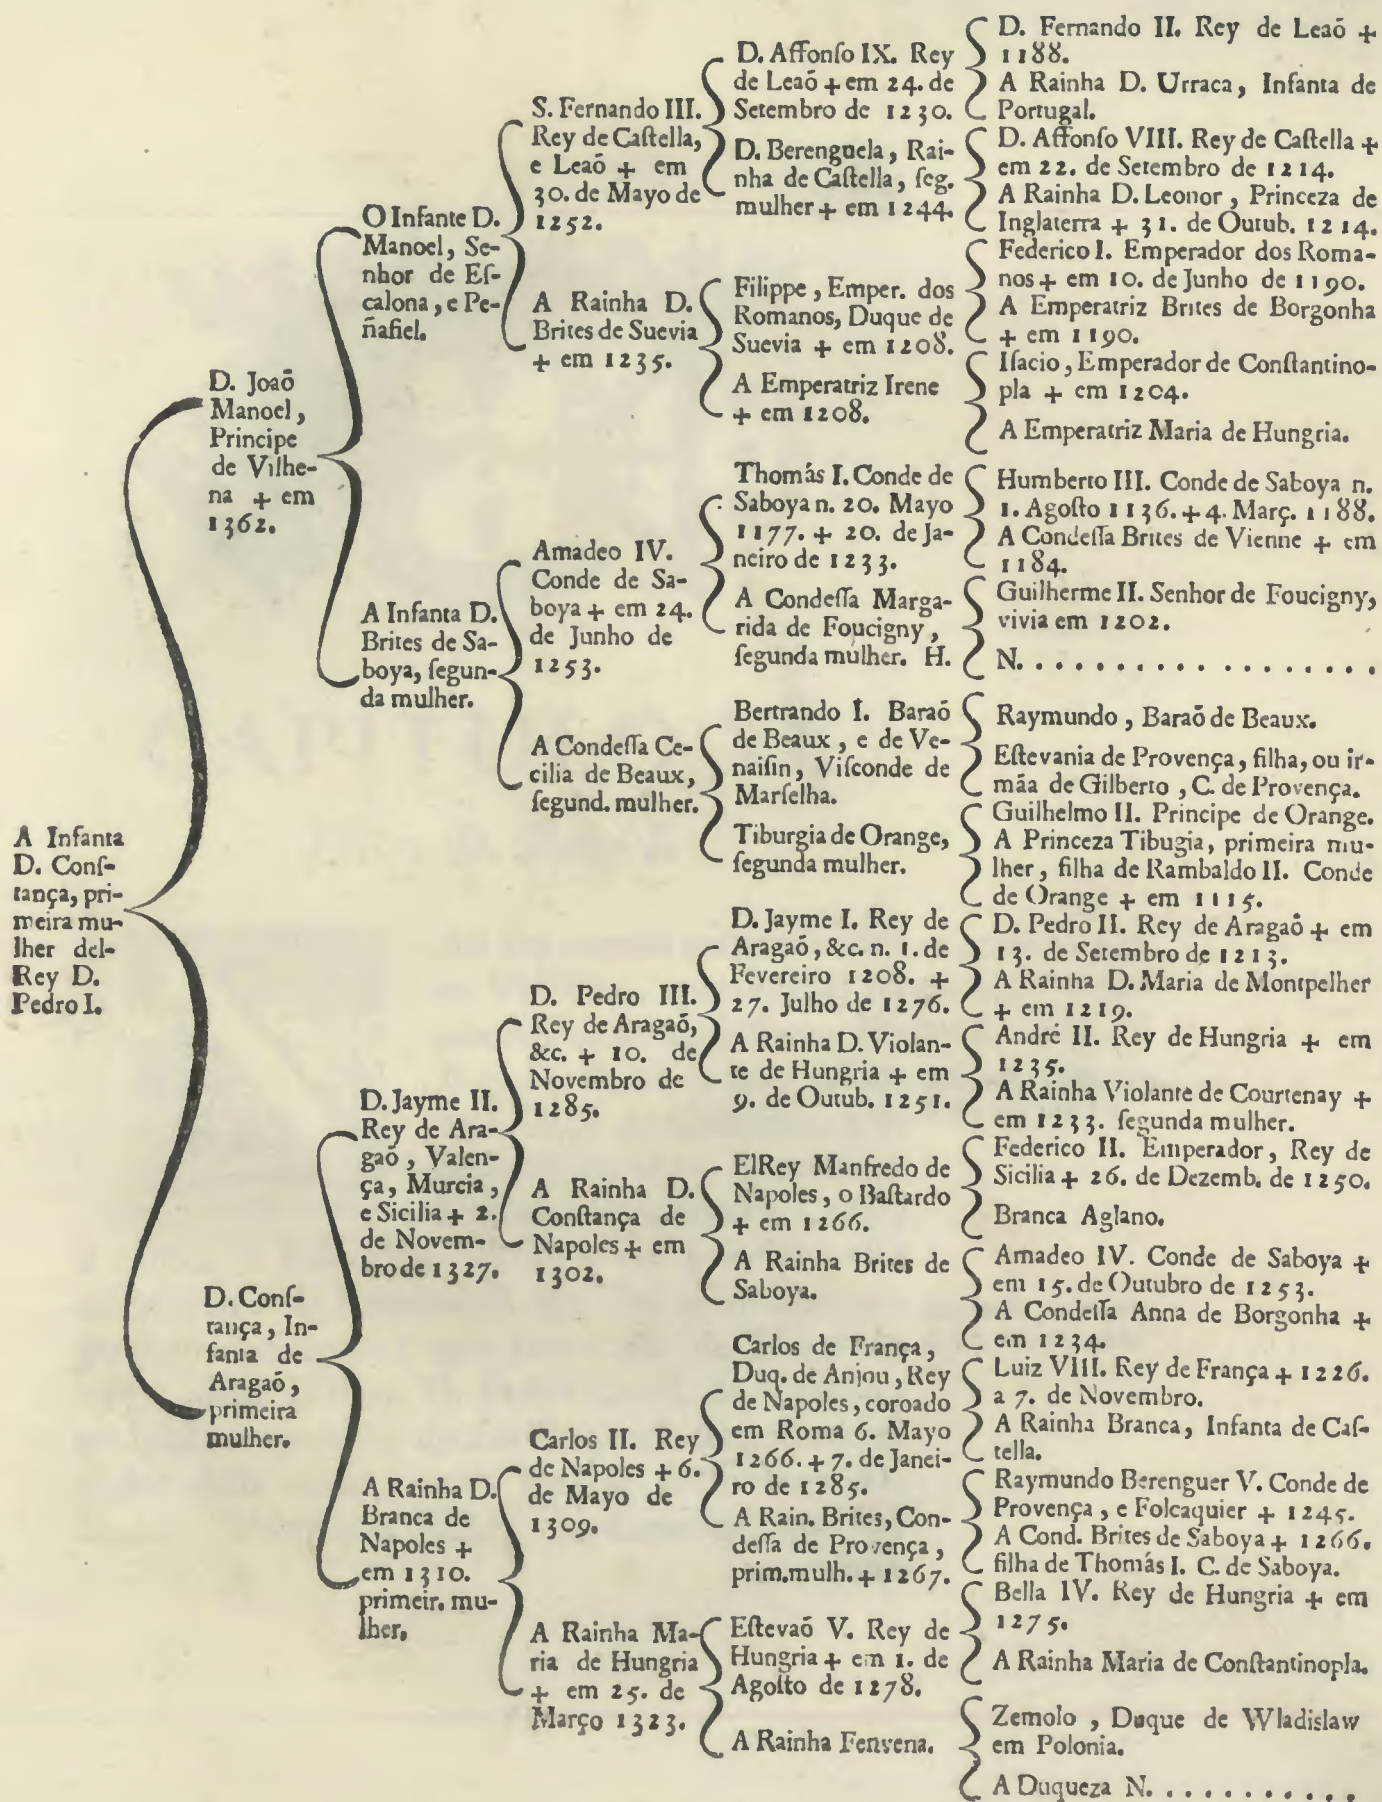 A Infanta
D. Conſ-
tança, pri-
meira mu-
lher del-
Rey D.
Pedro I.
D. Joaõ
Manoel,
Principe
de Vilhe-
na + em
1362.
D. Conſ-
tança, In-
fanta de
Aragaõ,
primeira
mulher.
O Infante D.
Manoel, Se-
nhor de Eſ-
calona, e Pe-
ñafiel.
A Infanta D.
Brites de Sa-
boya, ſegun-
da mulher.
D. Jayme II.
Rey de Ara-
gaõ, Valen-
ça, Murcia,
e Sicilia + 2.
de Novem-
bro de 1327.
A Rainha D.
Branca de
Napoles +
em 1310.
primeir. mu-
lher.
S. Fernando III.
Rey de Caſtella,
e Leaõ + em
30. de Mayo de
1252.
A Rainha D.
Brites de Suevia
+ em 1235.
Amadeo IV.
Conde de Sa-
boya + em 24.
de Junho de
1253.
A Condeſſa Ce-
cilia de Beaux,
ſegund. mulher.
D. Pedro III.
Rey de Aragaõ,
&c. + 10. de
Novembro de
1285.
A Rainha D.
Conſtança de
Napoles + em
1302.
Carlos II. Rey
de Napoles + 6.
de Mayo de
1309.
A Rainha Ma-
ria de Hungria
+ em 25. de
Março 1323.
D. Affonſo IX. Rey
de Leaõ + em 24. de
Setembro de 1230.
D. Berenguela, Rai-
nha de Caſtella, ſeg.
mulher + em 1244.
Filippe, Emper. dos
Romanos, Duque de
Suevia + em 1208.
A Emperatriz Irene
+ em 1208.
Thomás I. Conde de
Saboya n. 20. Mayo
1177. + 20. de Ja-
neiro de 1233.
A Condeſſa Marga-
rida de Foucigny,
ſegunda mulher. H.
Bertrando I. Baraõ
de Beaux, e de Ve-
naiſin, Viſconde de
Marſelha.
Tiburgia de Orange,
ſegunda mulher.
D. Jayme I. Rey de
Aragaõ, &c. n. 1. de
Fevereiro 1208. +
27. Julho de 1276.
A Rainha D. Violan-
te de Hungria + em
9. de Outub. 1251.
ElRey Manfredo de
Napoles, o Baſtardo
+ em 1266.
A Rainha Brites de
Saboya.
Carlos de França,
Duq. de Anjou, Rey
de Napoles, coroado
em Roma 6. Mayo
1266. + 7. de Janei-
ro de 1285.
A Rain. Brites, Con-
deſſa de Provença,
prim. mulh. + 1267.
Eſtevaõ V. Rey de
Hungria + em 1. de
Agoſto de 1278.
A Rainha Fenvena.
D. Fernando II. Rey de Leaõ +
1188.
A Rainha D. Urraca, Infanta de
Portugal.
D. Affonſo VIII. Rey de Caſtella +
em 22. de Setembro de 1214.
A Rainha D. Leonor, Princeza de
Inglaterra + 31. de Outub. 1214.
Federico I. Emperador dos Roma-
nos + em 10. de Junho de 1190.
A Emperatriz Brites de Borgonha
+ em 1190.
Iſacio, Emperador de Conſtantino-
pla + em 1204.
A Emperatriz Maria de Hungria.
Humberto III. Conde de Saboya n.
1. Agoſto 1136. + 4. Març. 1188.
A Condeſſa Brites de Vienne + em
1184.
Guilherme II. Senhor de Foucigny,
vivia em 1202.
N. . . . . . . . . . . . . . . . . .
Raymundo, Baraõ de Beaux.
Eſtevania de Provença, filha, ou ir-
mãa de Gilberto, C. de Provença.
Guilhelmo II. Principe de Orange.
A Princeza Tibugia, primeira mu-
lher, filha de Rambaldo II. Conde
de Orange + em 1115.
D. Pedro II. Rey de Aragaõ + em
13. de Setembro de 1213.
A Rainha D. Maria de Montpelher
+ em 1219.
André II. Rey de Hungria + em
1235.
A Rainha Violante de Courtenay +
em 1233. ſegunda mulher.
Federico II. Emperador, Rey de
Sicilia + 26. de Dezemb. de 1250.
Branca Aglano.
Amadeo IV. Conde de Saboya +
em 15. de Outubro de 1253.
A Condeſſa Anna de Borgonha +
em 1234.
Luiz VIII. Rey de França + 1226.
a 7. de Novembro.
A Rainha Branca, Infanta de Caſ-
tella.
Raymundo Berenguer V. Conde de
Provença, e Folcaquier + 1245.
A Cond. Brites de Saboya + 1266.
filha de Thomás I. C. de Saboya.
Bella IV. Rey de Hungria + em
1275.
A Rainha Maria de Conſtantinopla.
Zemolo, Duque de Wladislaw
em Polonia.
A Duqueza N. . . . . . . . . . . .